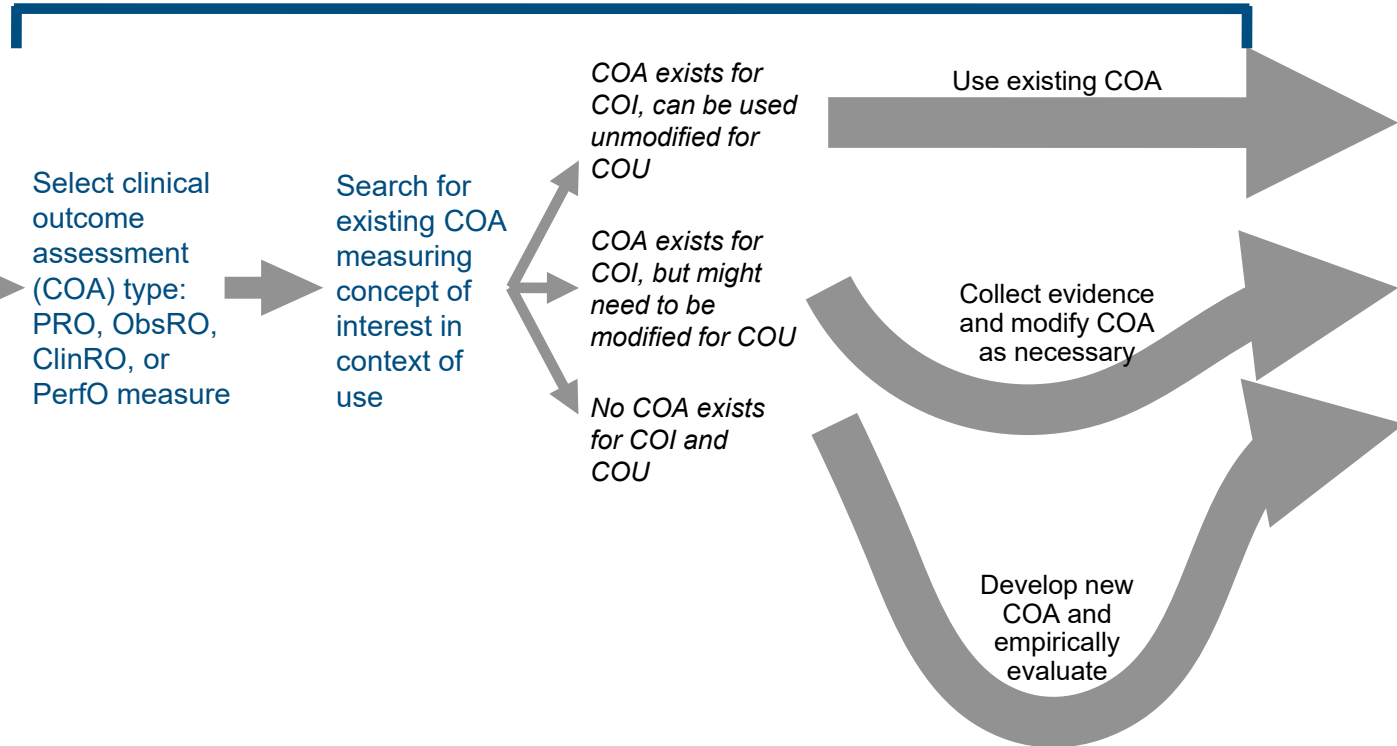 Select clinical
outcome
assessment
(COA) type:
PRO, ObsRO,
ClinRO, or
PerfO measure
Search for
existing COA
measuring
concept of
interest in
context of
use
COA exists for
COI, can be used
unmodified for
COU
Use existing COA
COA exists for
COI, but might
need to be
modified for COU
Collect evidence
and modify COA
as necessary
No COA exists
for COI and
COU
Develop new
COA and
empirically
evaluate